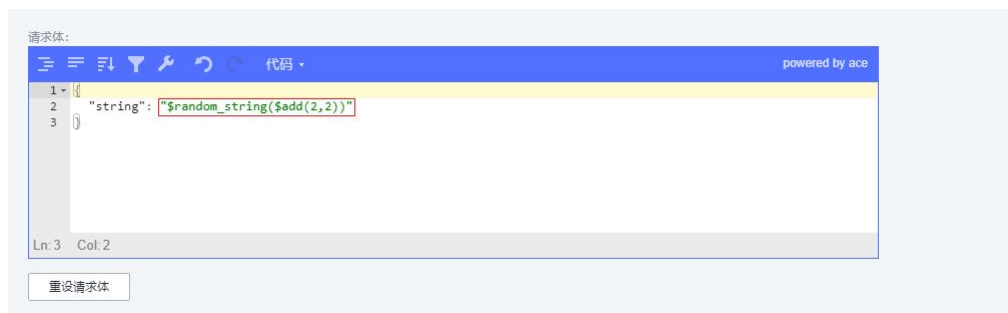 请求体:
代码
powered by ace
1 {
2 "string": "$random_string($add(2,2))"
3 }
Ln: 3 Col: 2
重设请求体